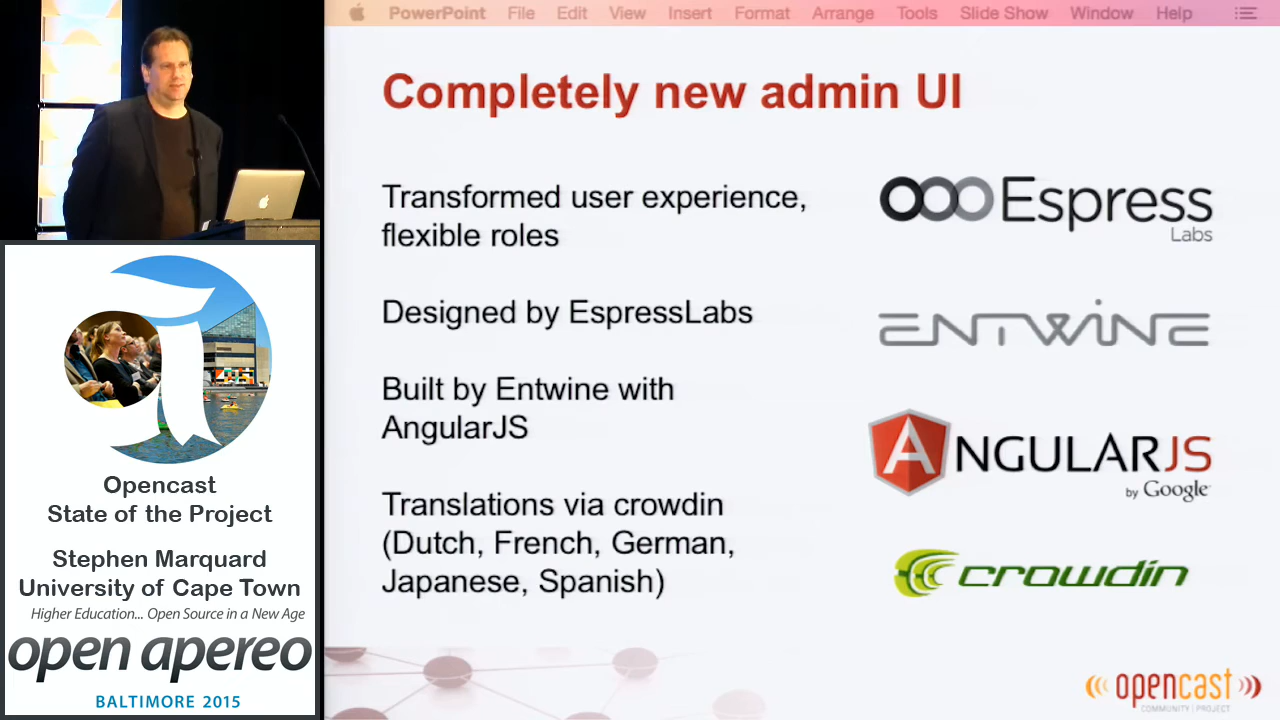 PowerPoint File Edit View Insert Format Arrange Tools Slide Show Window Help
Completely new admin UI
Transformed user experience,
flexible roles
Designed by EspressLabs
Built by Entwine with
AngularJS
Translations via crowdin
(Dutch, French, German,
Japanese, Spanish)
Espress
Labs
ENTWINE
ANGULARJS
by Google
crowdin
opencast
COMMUNITY | PROJECT
Opencast
State of the Project
Stephen Marquard
University of Cape Town
Higher Education... Open Source in a New Age
open apereo
BALTIMORE 2015